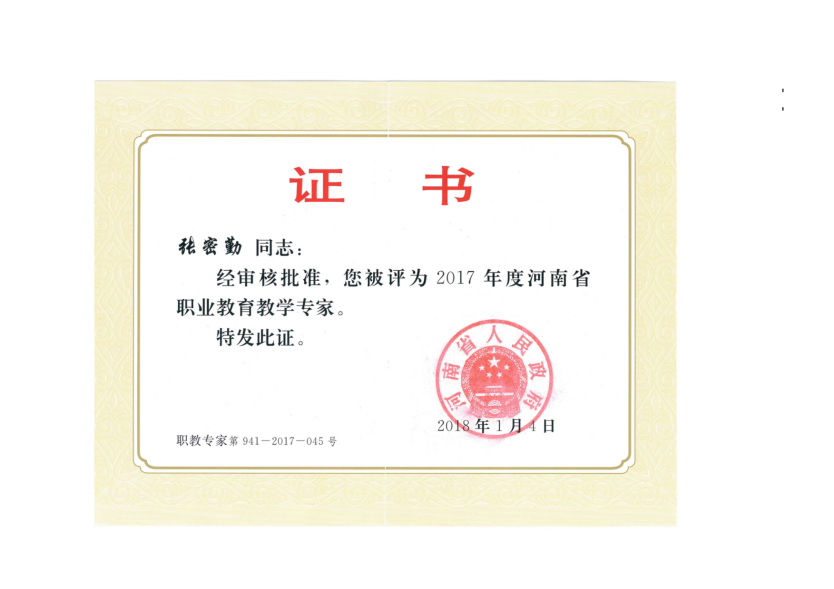 证 书
张密勤 同志：
经审核批准，您被评为 2017 年度河南省
职业教育教学专家。
特发此证。
河南省人民政府
2018 年 1 月 4 日
职教专家第 941－2017－045 号